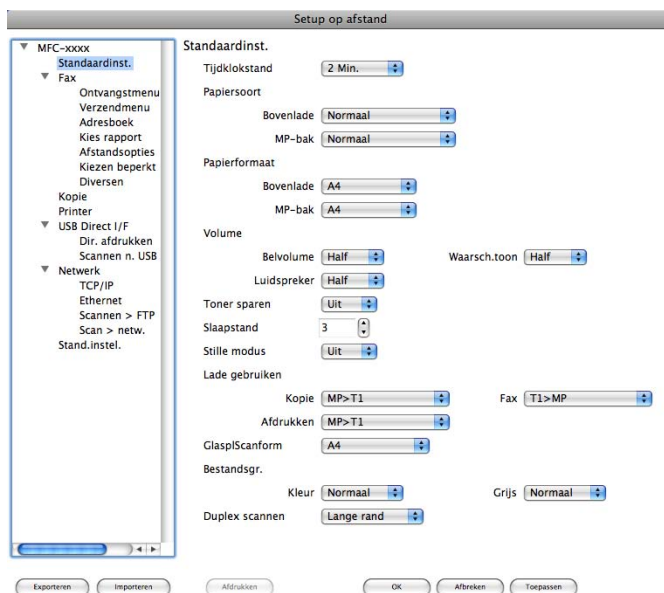 Setup op afstand
MFC-xxxx
Standaardinst.
Fax
Ontvangstmenu
Verzendmenu
Adresboek
Kies rapport
Afstandsopties
Kiezen beperkt
Diversen
Kopie
Printer
USB Direct I/F
Dir. afdrukken
Scannen n. USB
Netwerk
TCP/IP
Ethernet
Scannen > FTP
Scan > netw.
Stand.instel.
Standaardinst.
Tijdklokstand 2 Min.
Papiersoort
Bovenlade Normaal
MP-bak Normaal
Papierformaat
Bovenlade A4
MP-bak A4
Volume
Belvolume Half Waarsch.toon Half
Luidspreker Half
Toner sparen Uit
Slaapstand 3
Stille modus Uit
Lade gebruiken
Kopie MP>T1 Fax T1>MP
Afdrukken MP>T1
GlasplScanform A4
Bestandsgr.
Kleur Normaal Grijs Normaal
Duplex scannen Lange rand
Exporteren Importeren Afdrukken OK Afbreken Toepassen